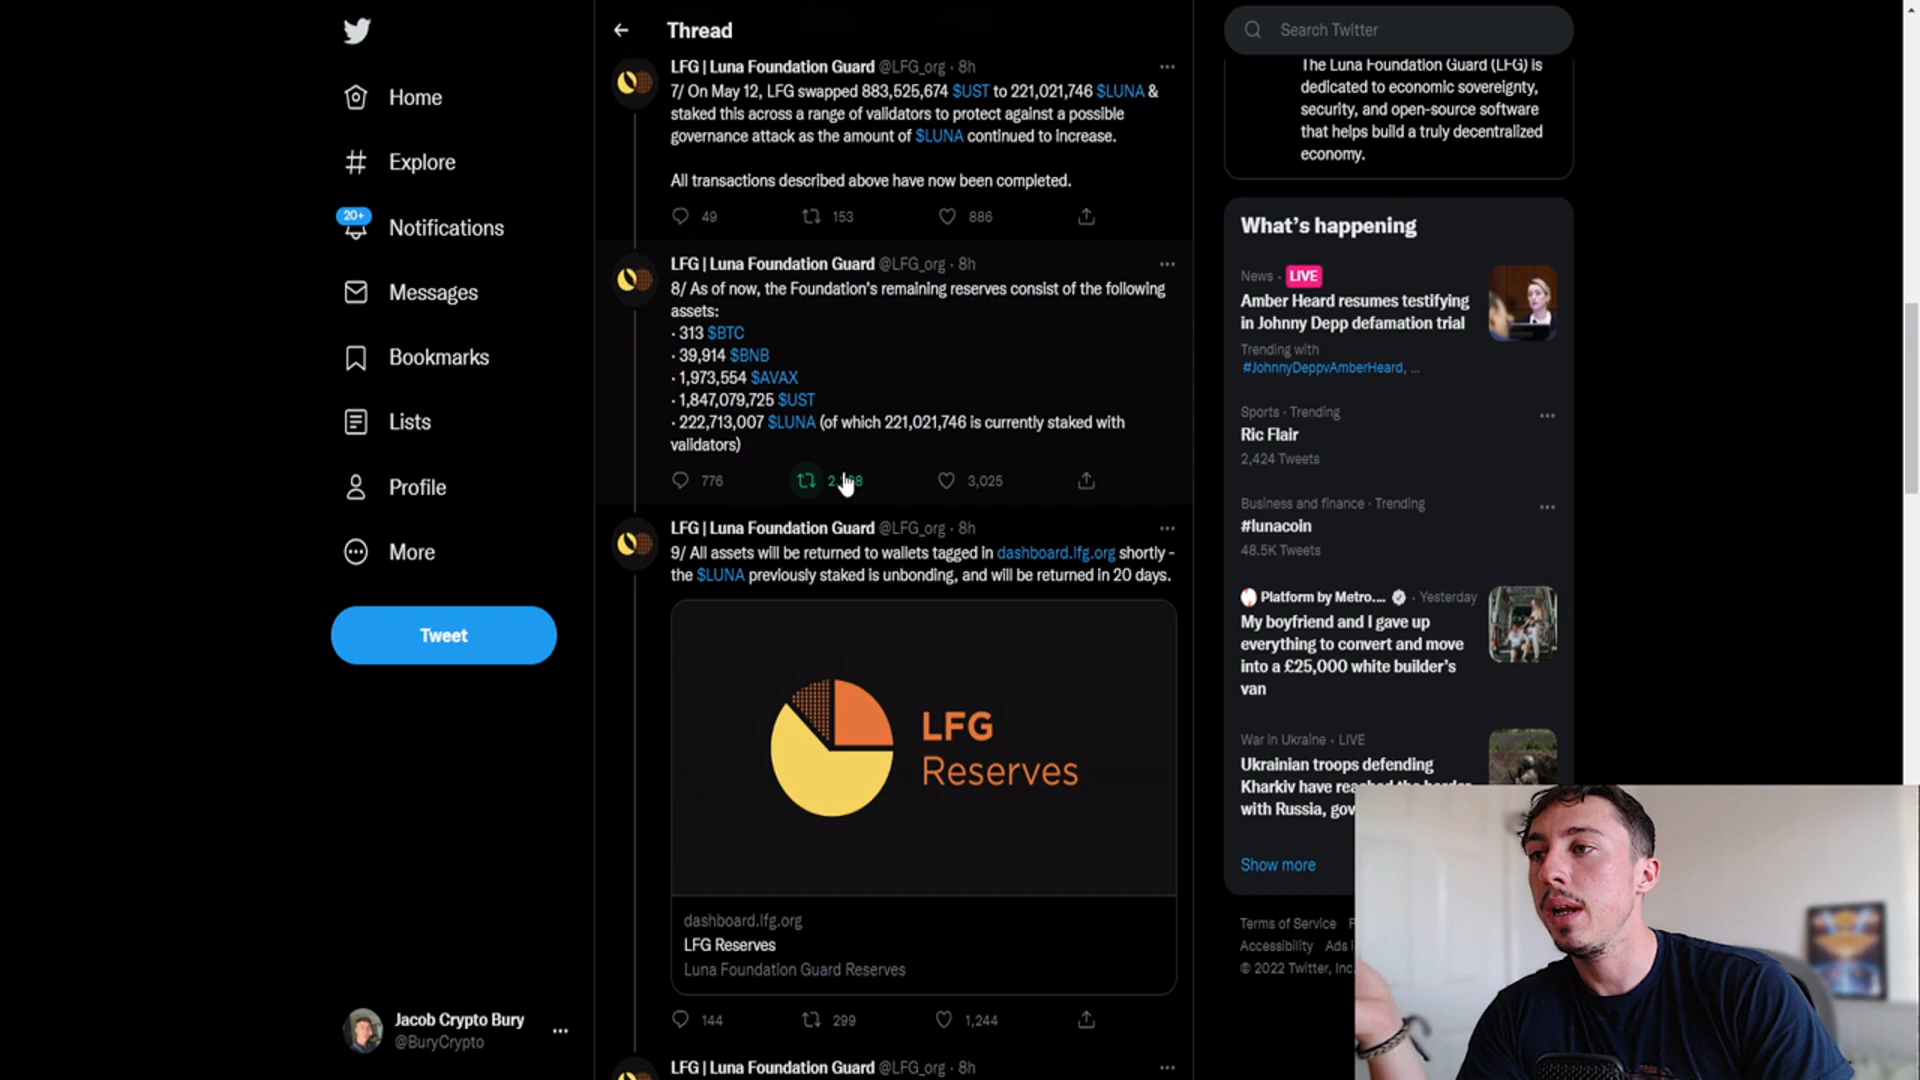 Home
Explore
20+
Notifications
Messages
Bookmarks
Lists
Profile
More
Tweet
Jacob Crypto Bury
@BuryCrypto
Thread
LFG | Luna Foundation Guard @LFG_org · 8h
7/ On May 12, LFG swapped 883,525,674 $UST to 221,021,746 $LUNA &
staked this across a range of validators to protect against a possible
governance attack as the amount of $LUNA continued to increase.
All transactions described above have now been completed.
49 153 886
LFG | Luna Foundation Guard @LFG_org · 8h
8/ As of now, the Foundation's remaining reserves consist of the following
assets:
· 313 $BTC
· 39,914 $BNB
· 1,973,554 $AVAX
· 1,847,079,725 $UST
· 222,713,007 $LUNA (of which 221,021,746 is currently staked with
validators)
776 3,025
LFG | Luna Foundation Guard @LFG_org · 8h
9/ All assets will be returned to wallets tagged in dashboard.lfg.org shortly -
the $LUNA previously staked is unbonding, and will be returned in 20 days.
LFG
Reserves
dashboard.lfg.org
LFG Reserves
Luna Foundation Guard Reserves
144 299 1,244
LFG | Luna Foundation Guard @LFG_org · 8h
Search Twitter
The Luna Foundation Guard (LFG) is
dedicated to economic sovereignty,
security, and open-source software
that helps build a truly decentralized
economy.
What's happening
News · LIVE
Amber Heard resumes testifying
in Johnny Depp defamation trial
Trending with
#JohnnyDeppvAmberHeard, ...
Sports · Trending
Ric Flair
2,424 Tweets
Business and finance · Trending
#lunacoin
48.5K Tweets
Platform by Metro.... · Yesterday
My boyfriend and I gave up
everything to convert and move
into a £25,000 white builder's
van
War in Ukraine · LIVE
Ukrainian troops defending
Kharkiv have reached the border
with Russia, gov
Show more
Terms of Service
Accessibility Ads
© 2022 Twitter, Inc.